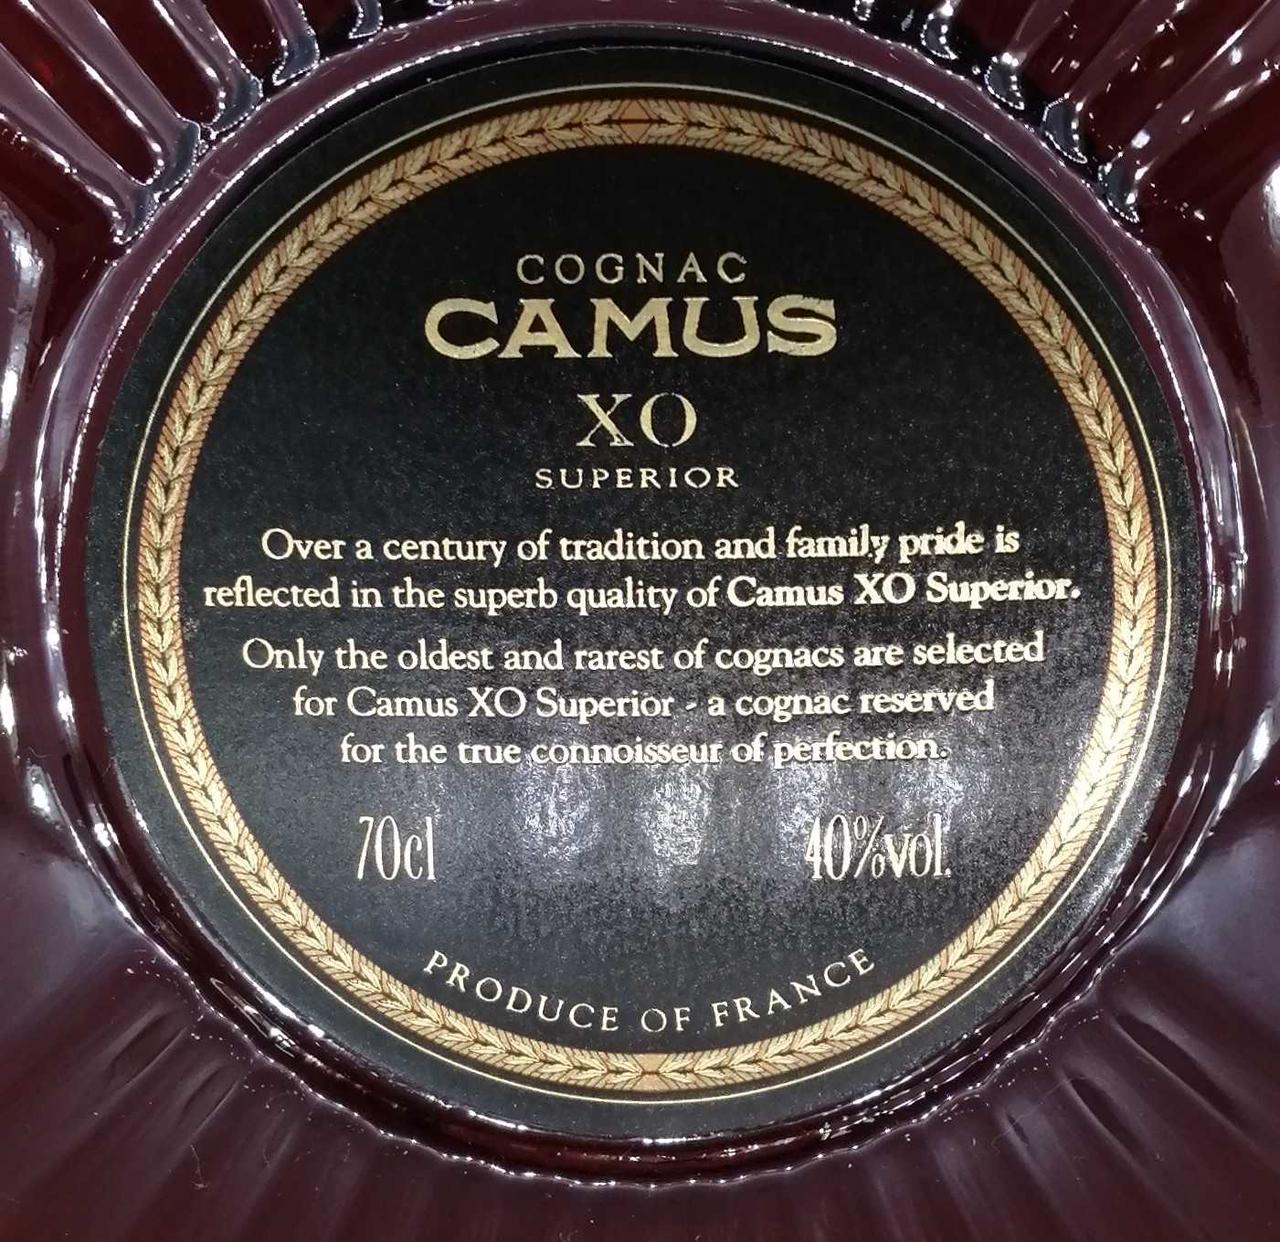 COGNAC
CAMUS
XO
SUPERIOR
Over a century of tradition and family pride is
reflected in the superb quality of Camus XO Superior.
Only the oldest and rarest of cognacs are selected
for Camus XO Superior - a cognac reserved
for the true connoisseur of perfection.
70cl 40%vol.
PRODUCE OF FRANCE